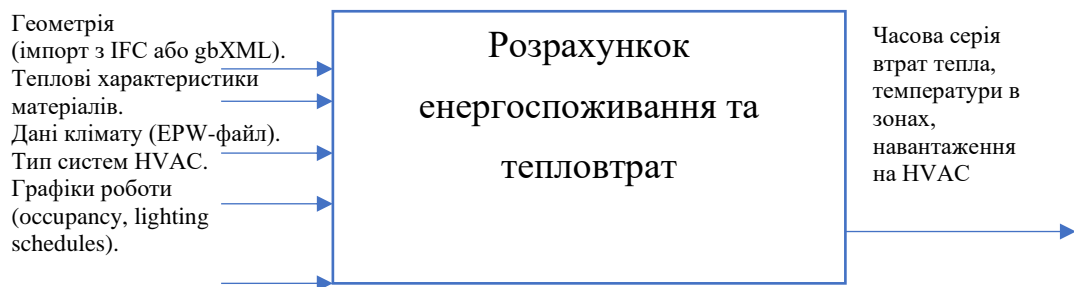 Геометрія
(імпорт з IFC або gbXML).
Теплові характеристики
матеріалів.
Дані клімату (EPW-файл).
Тип систем HVAC.
Графіки роботи
(occupancy, lighting
schedules).
Розрахункок
енергоспоживання та
тепловтрат
Часова серія
втрат тепла,
температури в
зонах,
навантаження
на HVAC